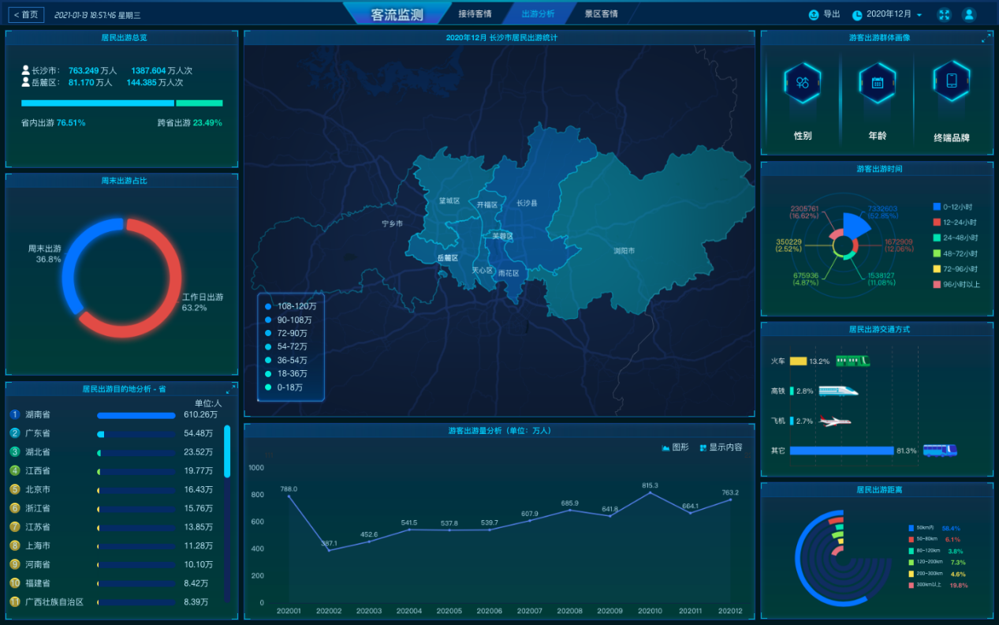 < 首页
2021-01-13 18:57:46 星期三
客流监测
接待客情
出游分析
景区客情
导出
2020年12月
居民出游总览
长沙市： 763.249 万人 1387.604 万人次
岳麓区： 81.170 万人 144.385 万人次
省内出游 76.51%
跨省出游 23.49%
周末出游占比
周末出游
36.8%
工作日出游
63.2%
居民出游目的地分析 - 省
单位:人
1 湖南省 610.26万
2 广东省 54.48万
3 湖北省 23.52万
4 江西省 19.77万
5 北京市 16.43万
6 浙江省 15.76万
7 江苏省 13.85万
8 上海市 11.28万
9 河南省 10.10万
10 福建省 8.42万
11 广西壮族自治区 8.39万
2020年12月 长沙市居民出游统计
望城区
开福区
长沙县
宁乡市
芙蓉区
浏阳市
岳麓区
天心区
雨花区
108-120万
90-108万
72-90万
54-72万
36-54万
18-36万
0-18万
游客出游量分析（单位：万人）
图形
显示内容
1000
800
600
400
200
0
788.0
387.1
452.6
541.5
537.8
539.7
607.9
685.9
641.8
815.3
664.1
763.2
202001
202002
202003
202004
202005
202006
202007
202008
202009
202010
202011
202012
游客出游群体画像
性别
年龄
终端品牌
游客出游时间
2305761
(16.62%)
7332603
(52.85%)
350229
(2.52%)
1672909
(12.06%)
675936
(4.87%)
1538127
(11.08%)
0-12小时
12-24小时
24-48小时
48-72小时
72-96小时
96小时以上
居民出游交通方式
火车 13.2%
高铁 2.8%
飞机 2.7%
其它 81.3%
居民出游距离
50km内 58.4%
50-80km 6.1%
80-120km 3.8%
120-200km 7.3%
200-300km 4.6%
300km以上 19.8%